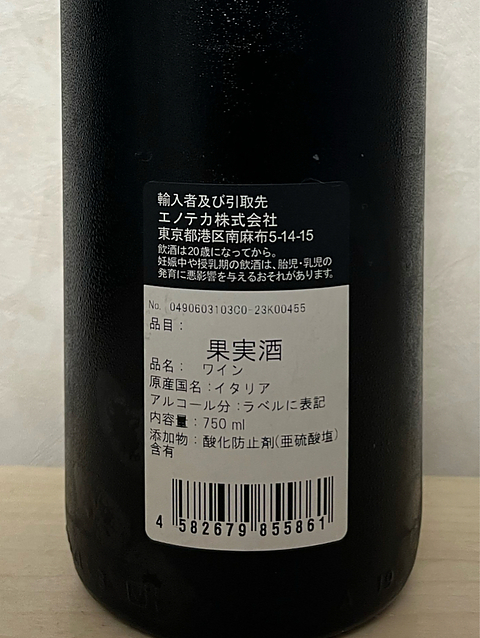 輸入者及び引取先
エノテカ株式会社
東京都港区南麻布5-14-15
飲酒は20歳になってから。
妊娠中や授乳期の飲酒は、胎児・乳児の
発育に悪影響を与えるおそれがあります。
No. 0490603103C0-23K00455
品目：
果実酒
品名： ワイン
原産国名：イタリア
アルコール分：ラベルに表記
内容量：750 ml
添加物：酸化防止剤(亜硫酸塩)
含有
4 582679 855861